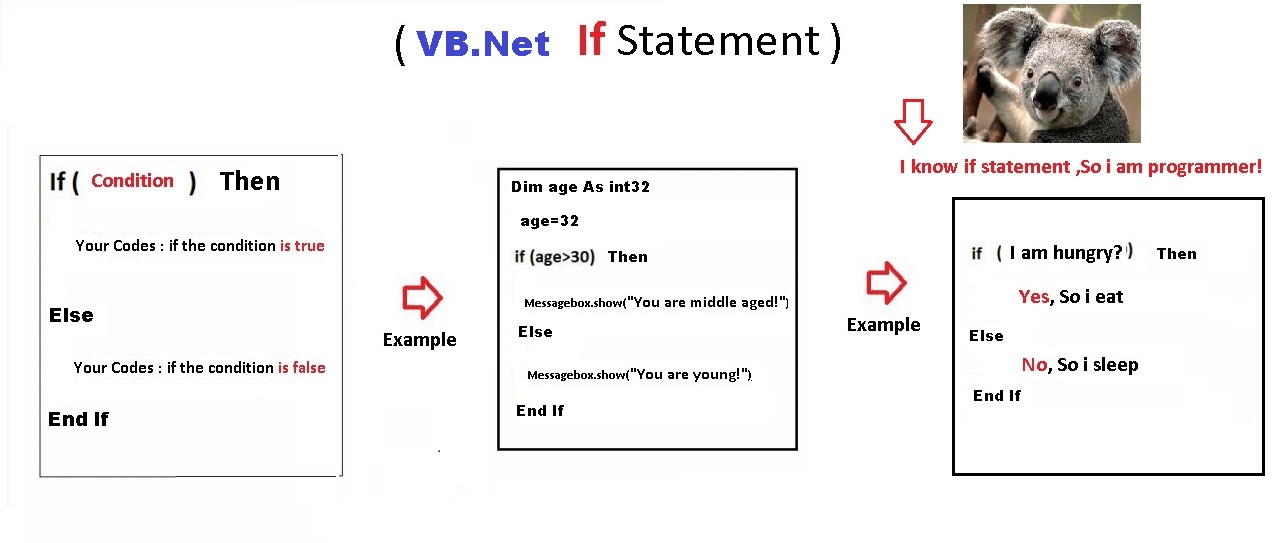 ( VB.Net If Statement )
I know if statement ,So i am programmer!
If ( Condition ) Then
Your Codes : if the condition is true
Else
Your Codes : if the condition is false
End If
Example
Dim age As int32
age=32
if (age>30) Then
Messagebox.show("You are middle aged!")
Else
Messagebox.show("You are young!")
End If
Example
if ( I am hungry? ) Then
Yes, So i eat
Else
No, So i sleep
End If